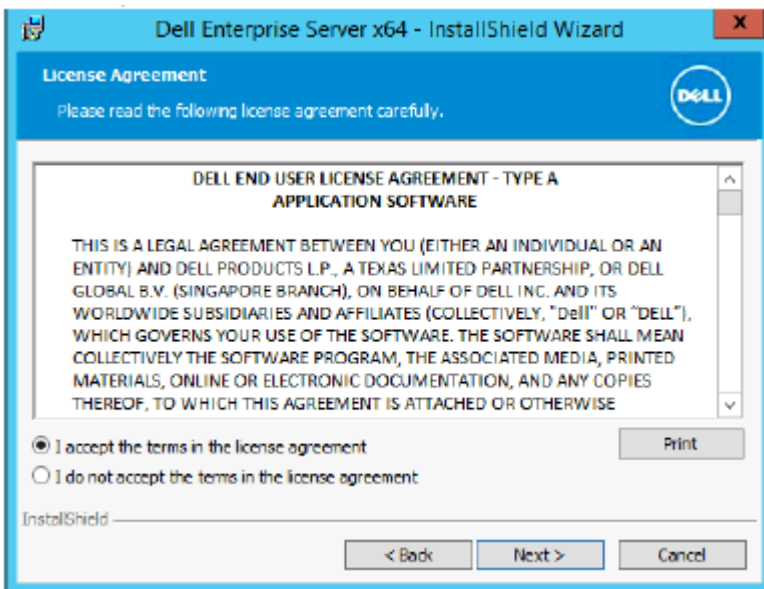 Dell Enterprise Server x64 - InstallShield Wizard
X
License Agreement
Please read the following license agreement carefully.
DELL
DELL END USER LICENSE AGREEMENT - TYPE A
APPLICATION SOFTWARE
THIS IS A LEGAL AGREEMENT BETWEEN YOU (EITHER AN INDIVIDUAL OR AN
ENTITY) AND DELL PRODUCTS L.P., A TEXAS LIMITED PARTNERSHIP, OR DELL
GLOBAL B.V. (SINGAPORE BRANCH), ON BEHALF OF DELL INC. AND ITS
WORLDWIDE SUBSIDIARIES AND AFFILIATES (COLLECTIVELY, "Dell" OR “DELL”),
WHICH GOVERNS YOUR USE OF THE SOFTWARE. THE SOFTWARE SHALL MEAN
COLLECTIVELY THE SOFTWARE PROGRAM, THE ASSOCIATED MEDIA, PRINTED
MATERIALS, ONLINE OR ELECTRONIC DOCUMENTATION, AND ANY COPIES
THEREOF, TO WHICH THIS AGREEMENT IS ATTACHED OR OTHERWISE
I accept the terms in the license agreement
Print
I do not accept the terms in the license agreement
InstallShield
< Back
Next >
Cancel